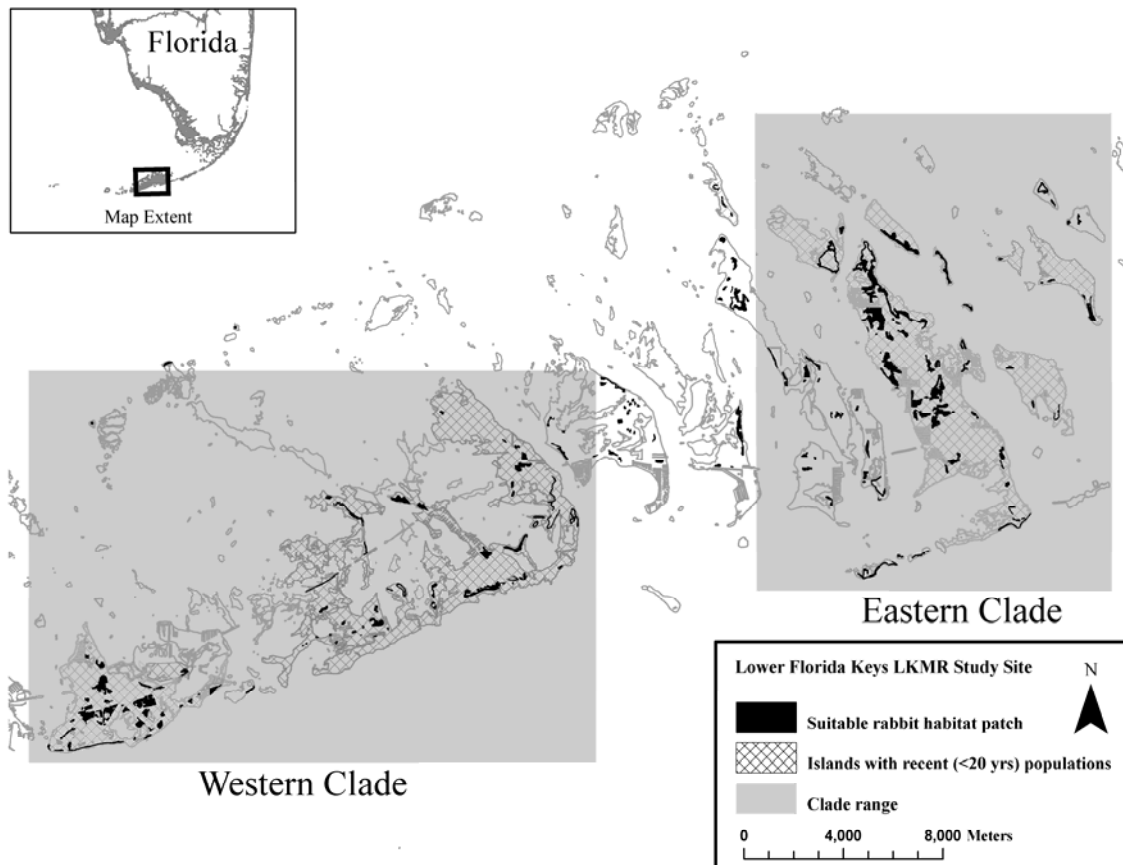 Florida
Map Extent
Eastern Clade
Western Clade
Lower Florida Keys LKMR Study Site
N
Suitable rabbit habitat patch
Islands with recent (<20 yrs) populations
Clade range
0 4,000 8,000 Meters